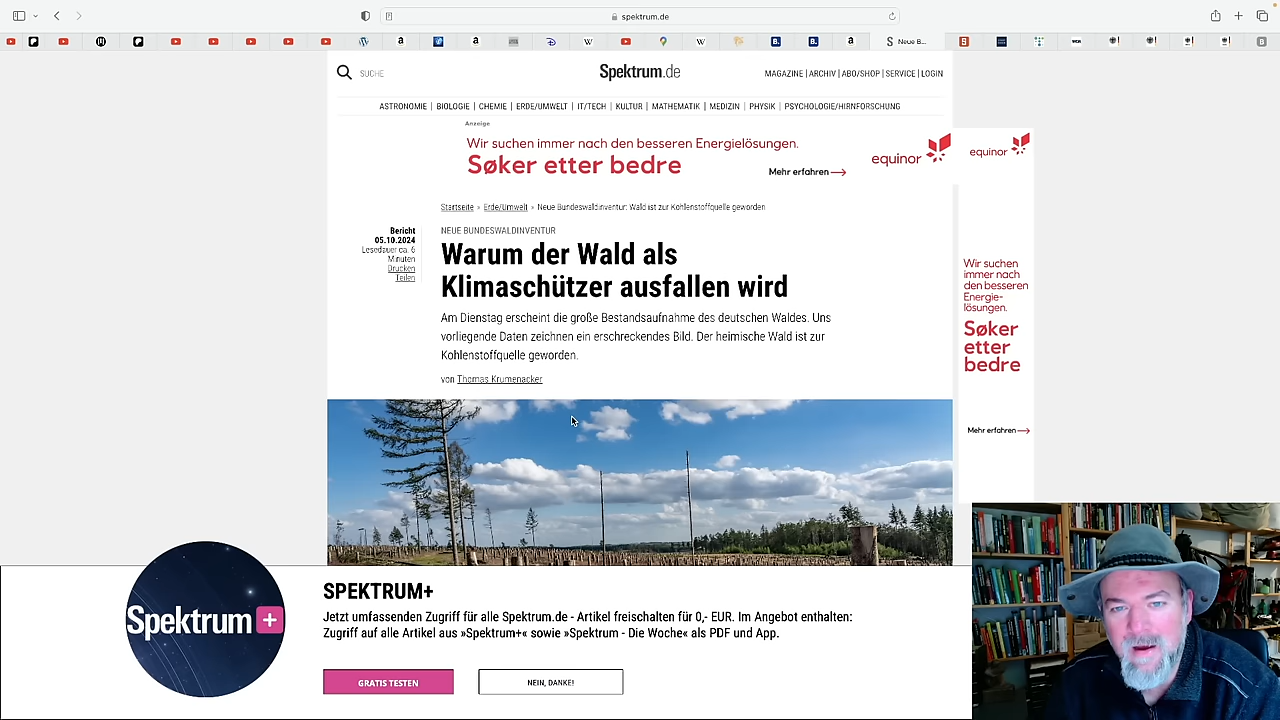 spektrum.de
Neue B...
SUCHE
Spektrum.de
MAGAZINE | ARCHIV | ABO/SHOP | SERVICE | LOGIN
ASTRONOMIE | BIOLOGIE | CHEMIE | ERDE/UMWELT | IT/TECH | KULTUR | MATHEMATIK | MEDIZIN | PHYSIK | PSYCHOLOGIE/HIRNFORSCHUNG
Anzeige
Wir suchen immer nach den besseren Energielösungen.
Søker etter bedre
Mehr erfahren
equinor
equinor
Wir suchen
immer nach
den besseren
Energie-
lösungen.
Søker
etter
bedre
Mehr erfahren
Startseite » Erde/Umwelt » Neue Bundeswaldinventur: Wald ist zur Kohlenstoffquelle geworden
Bericht
05.10.2024
Lesedauer ca. 6
Minuten
Drucken
Teilen
NEUE BUNDESWALDINVENTUR
Warum der Wald als
Klimaschützer ausfallen wird
Am Dienstag erscheint die große Bestandsaufnahme des deutschen Waldes. Uns
vorliegende Daten zeichnen ein erschreckendes Bild. Der heimische Wald ist zur
Kohlenstoffquelle geworden.
von Thomas Krumenacker
Spektrum +
SPEKTRUM+
Jetzt umfassenden Zugriff für alle Spektrum.de - Artikel freischalten für 0,- EUR. Im Angebot enthalten:
Zugriff auf alle Artikel aus »Spektrum+« sowie »Spektrum - Die Woche« als PDF und App.
GRATIS TESTEN
NEIN, DANKE!